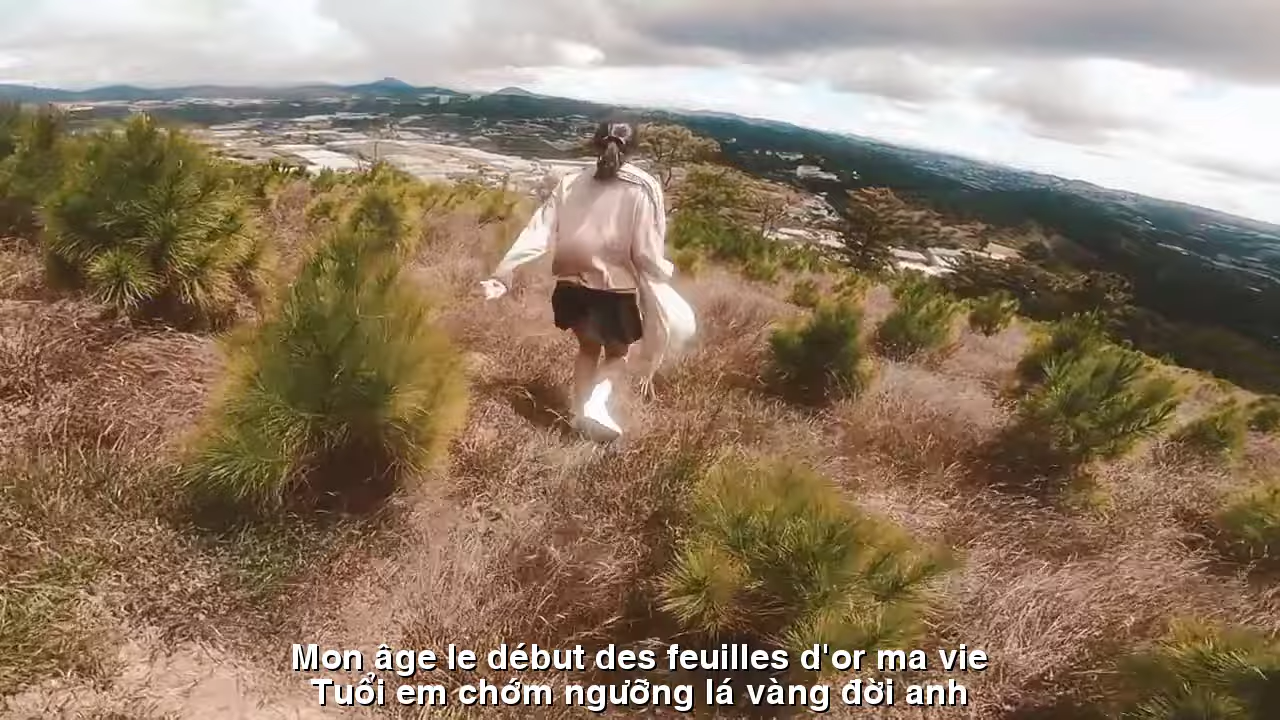 Mon âge le début des feuilles d'or ma vie
Tuổi em chớm ngưỡng lá vàng đời anh